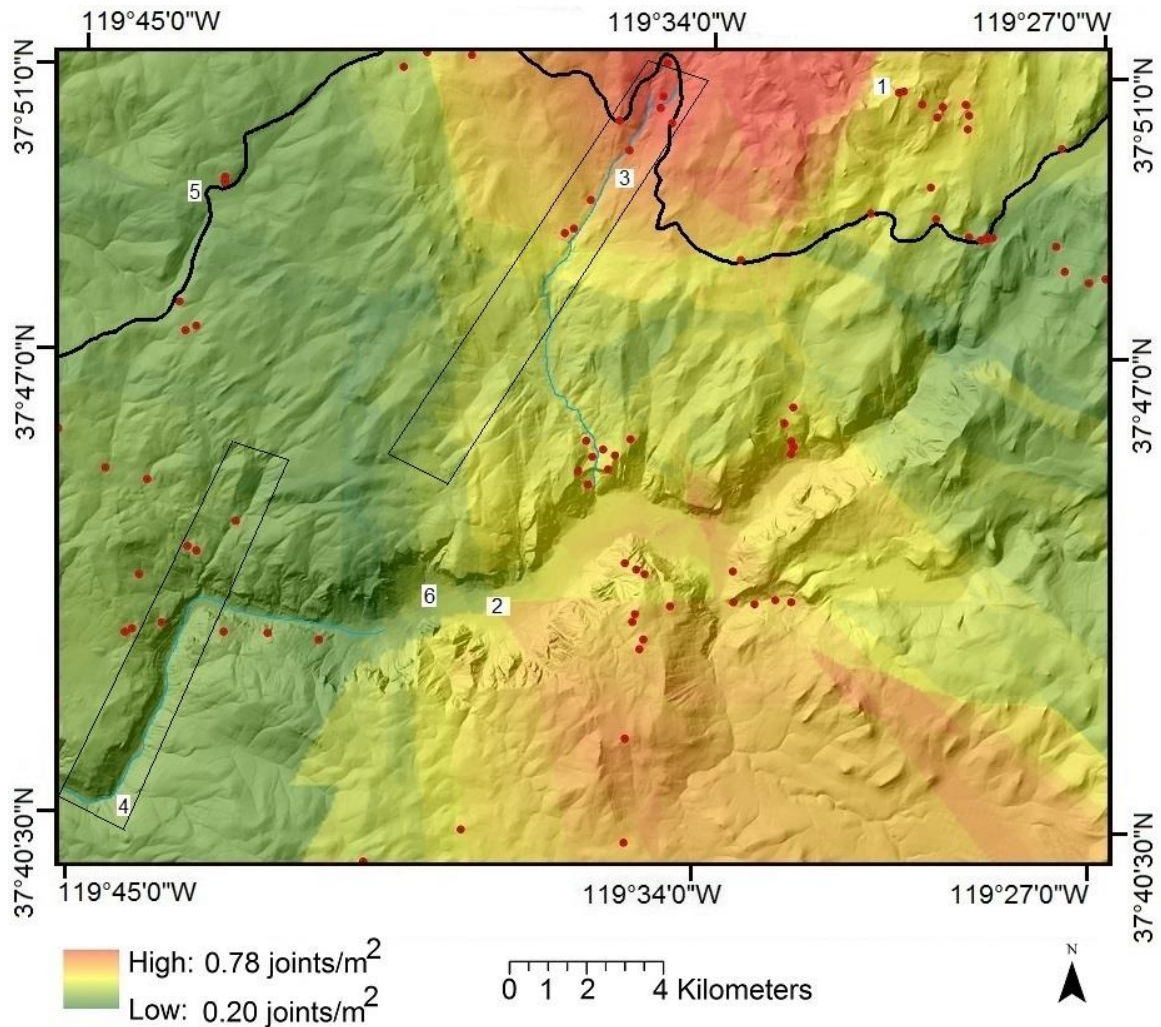 119°45'0"W 119°34'0"W 119°27'0"W
37°51'0"N
37°51'0"N
1
3
5
37°47'0"N
37°47'0"N
6
2
4
37°40'30"N
37°40'30"N
119°45'0"W 119°34'0"W 119°27'0"W
High: 0.78 joints/m²
Low: 0.20 joints/m²
0 1 2 4 Kilometers
N